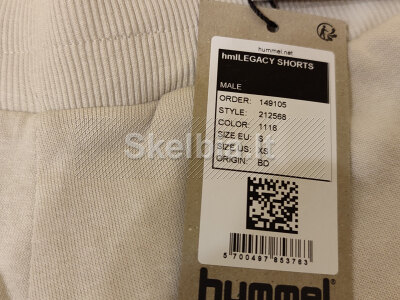 hummel.net
hmlLEGACY SHORTS
MALE
ORDER: 149105
STYLE: 212568
COLOR: 1116
SIZE EU: S
SIZE US: XS
ORIGIN: BD
Skelbiu.lt
5 700497 853763
hummel